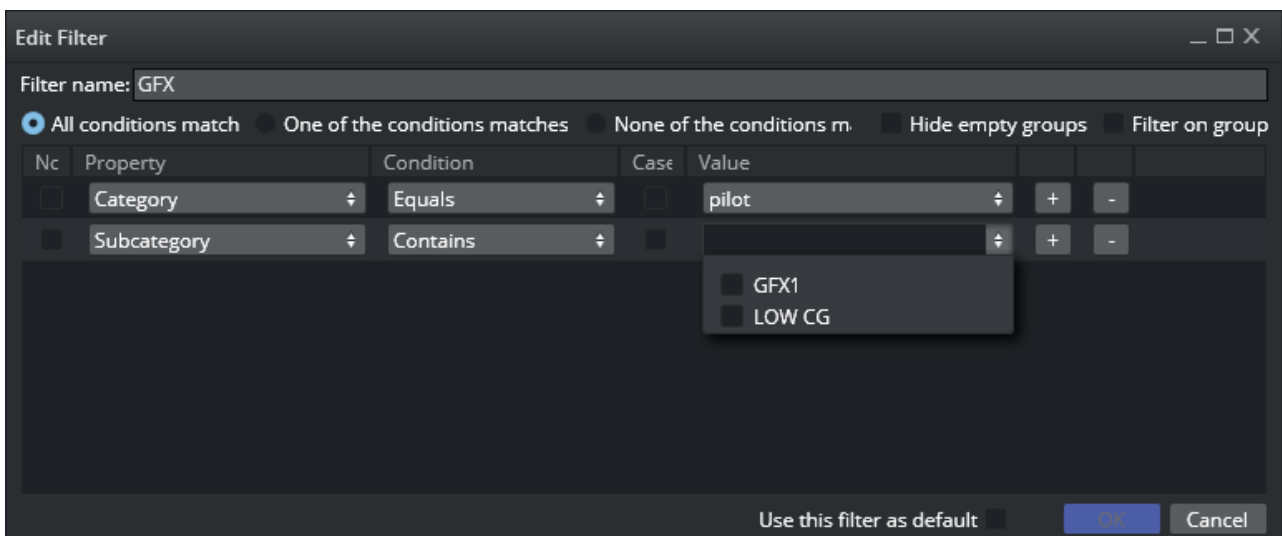 Edit Filter
Filter name: GFX
All conditions match One of the conditions matches None of the conditions m Hide empty groups Filter on group
Nc Property Condition Case Value
Category Equals pilot + -
Subcategory Contains + -
GFX1
LOW CG
Use this filter as default OK Cancel